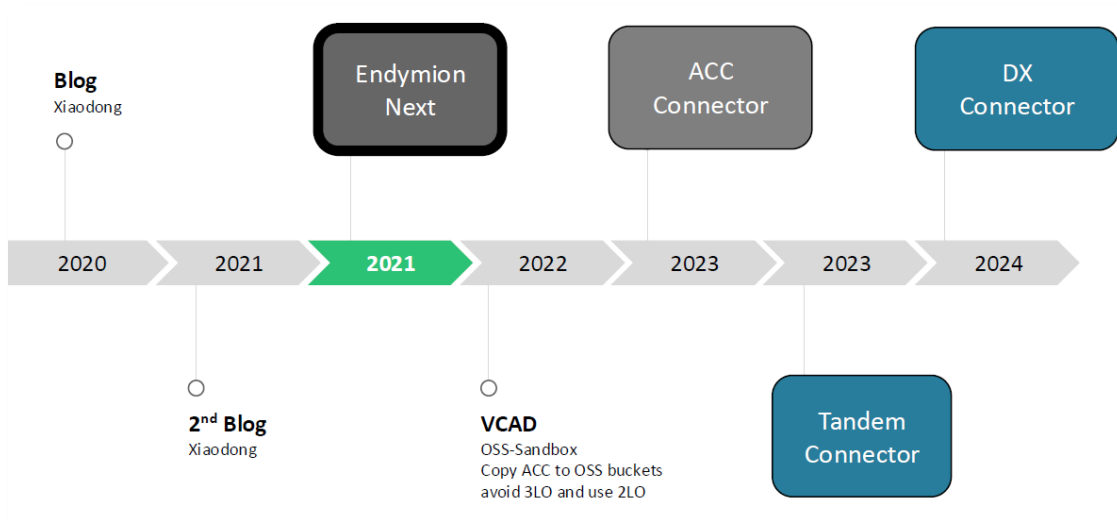 Blog
Xiaodong
Endymion
Next
ACC
Connector
DX
Connector
2020
2021
2021
2022
2023
2023
2024
2nd Blog
Xiaodong
VCAD
OSS-Sandbox
Copy ACC to OSS buckets
avoid 3LO and use 2LO
Tandem
Connector